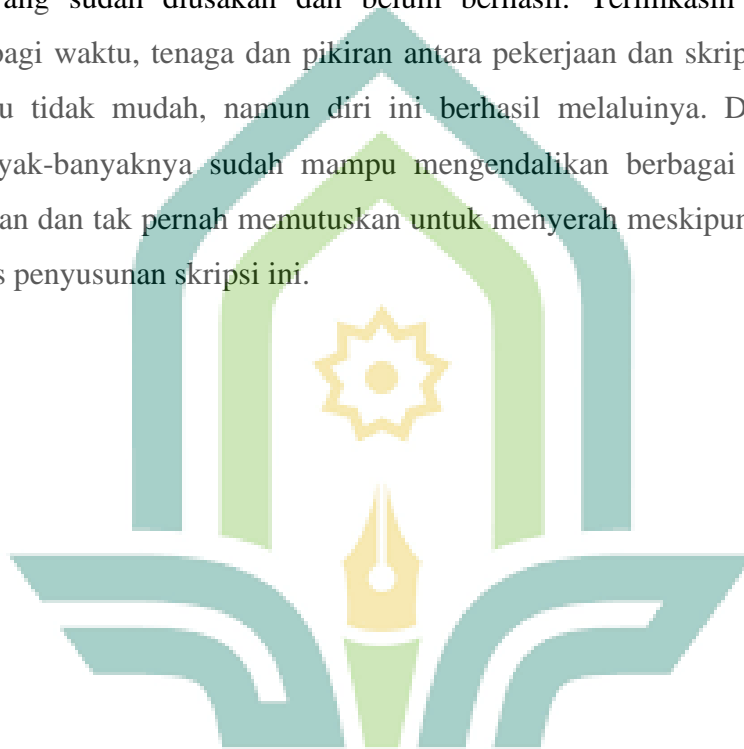 yang sudah diusakan dan belum berhasil. Terimkasih
bagi waktu, tenaga dan pikiran antara pekerjaan dan skrip
u tidak mudah, namun diri ini berhasil melaluinya. D
yak-banyaknya sudah mampu mengendalikan berbagai
an dan tak pernah memutuskan untuk menyerah meskipun
s penyusunan skripsi ini.